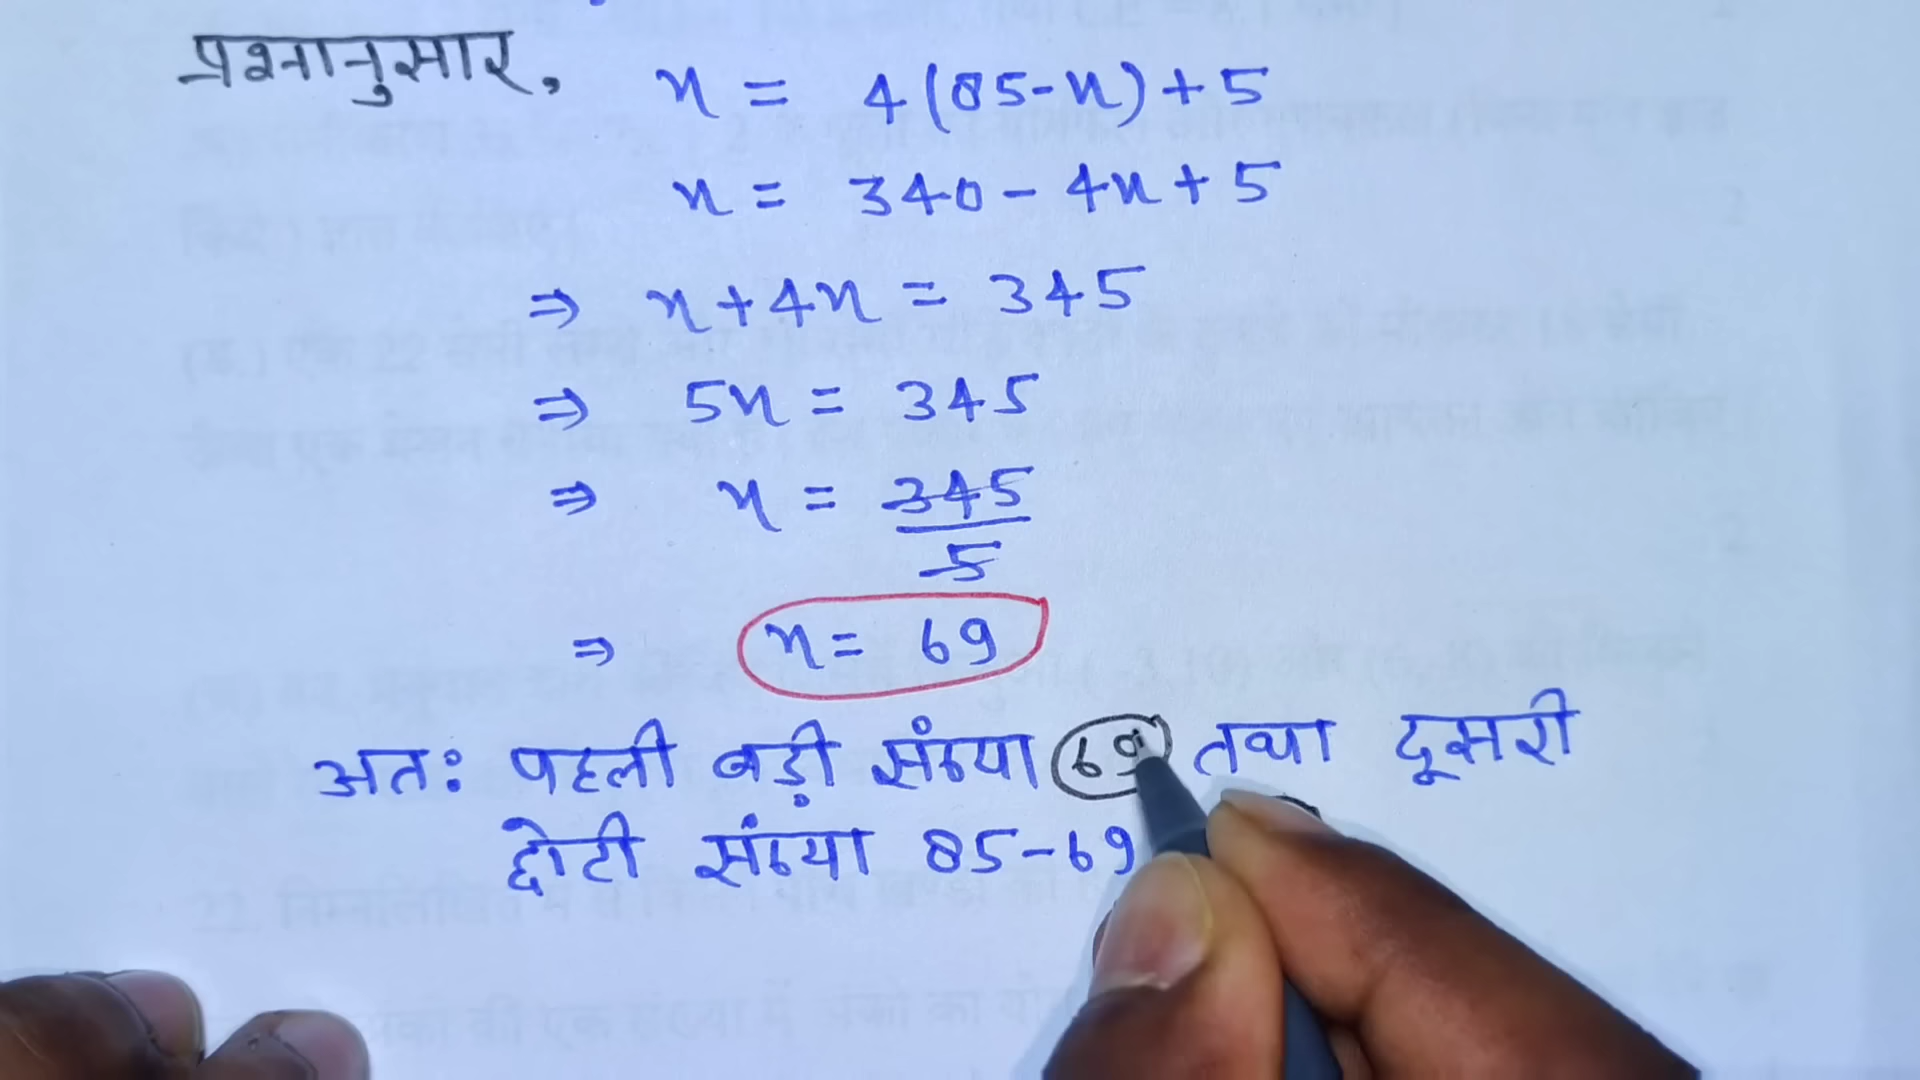 प्रश्नानुसार, x = 4(85-x)+5
x = 340-4x+5
⇒ x+4x = 345
⇒ 5x = 345
⇒ x = 345/5
⇒ x = 69
अतः पहली बड़ी संख्या 69 तथा दूसरी
छोटी संख्या 85-69